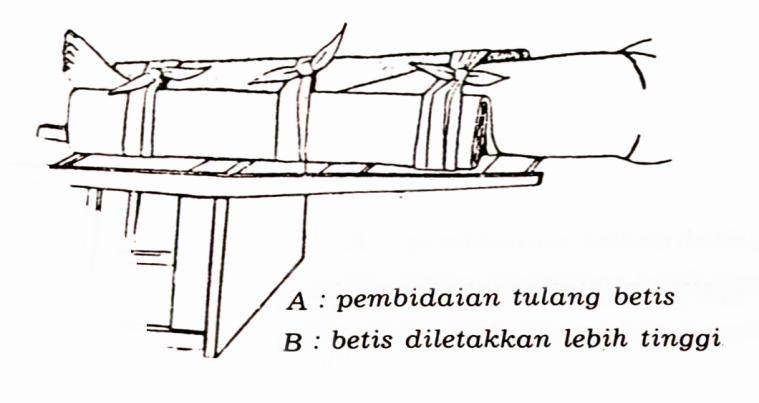 A : pembidaian tulang betis
B : betis diletakkan lebih tinggi